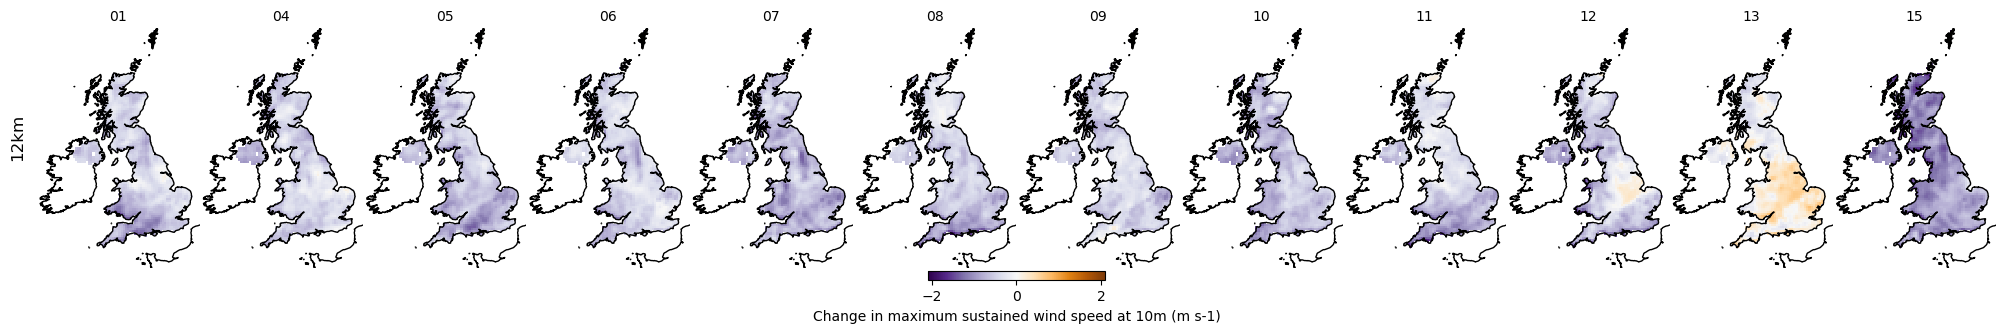 01 04 05 06 07 08 09 10 11 12 13 15
12km
−2 0 2
Change in maximum sustained wind speed at 10m (m s-1)